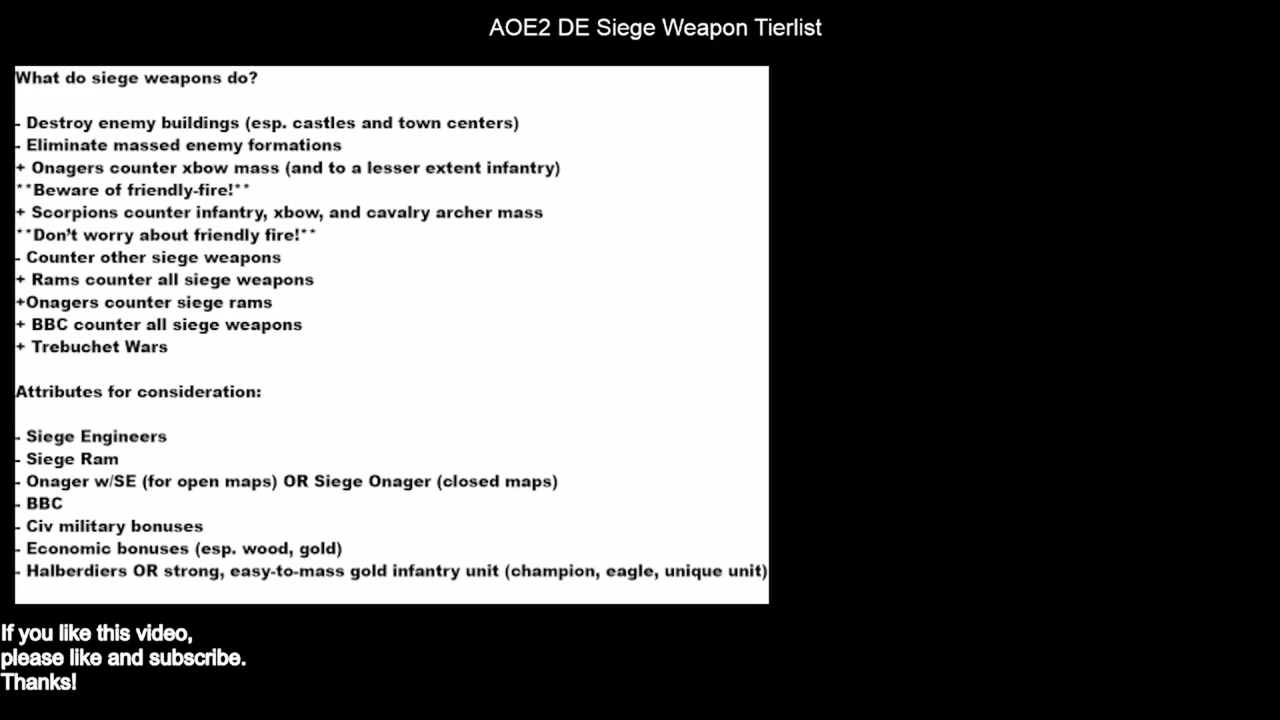 AOE2 DE Siege Weapon Tierlist
What do siege weapons do?
- Destroy enemy buildings (esp. castles and town centers)
- Eliminate massed enemy formations
+ Onagers counter xbow mass (and to a lesser extent infantry)
**Beware of friendly-fire!**
+ Scorpions counter infantry, xbow, and cavalry archer mass
**Don't worry about friendly fire!**
- Counter other siege weapons
+ Rams counter all siege weapons
+Onagers counter siege rams
+ BBC counter all siege weapons
+ Trebuchet Wars
Attributes for consideration:
- Siege Engineers
- Siege Ram
- Onager w/SE (for open maps) OR Siege Onager (closed maps)
- BBC
- Civ military bonuses
- Economic bonuses (esp. wood, gold)
- Halberdiers OR strong, easy-to-mass gold infantry unit (champion, eagle, unique unit)
If you like this video,
please like and subscribe.
Thanks!